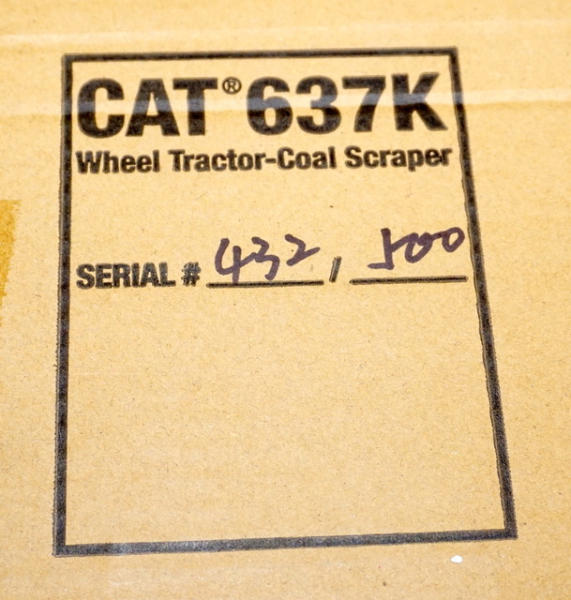 CAT® 637K
Wheel Tractor-Coal Scraper
SERIAL # 432 / 500